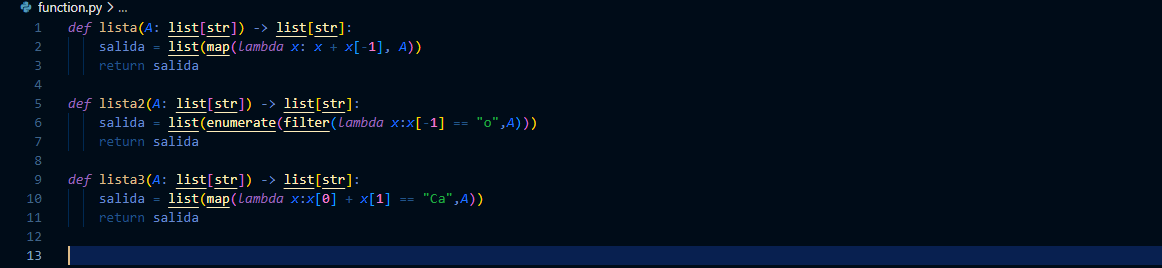 function.py > ...
1 def lista(A: list[str]) -> list[str]:
2     salida = list(map(lambda x: x + x[-1], A))
3     return salida
4
5 def lista2(A: list[str]) -> list[str]:
6     salida = list(enumerate(filter(lambda x:x[-1] == "o",A)))
7     return salida
8
9 def lista3(A: list[str]) -> list[str]:
10     salida = list(map(lambda x:x[0] + x[1] == "Ca",A))
11     return salida
12
13